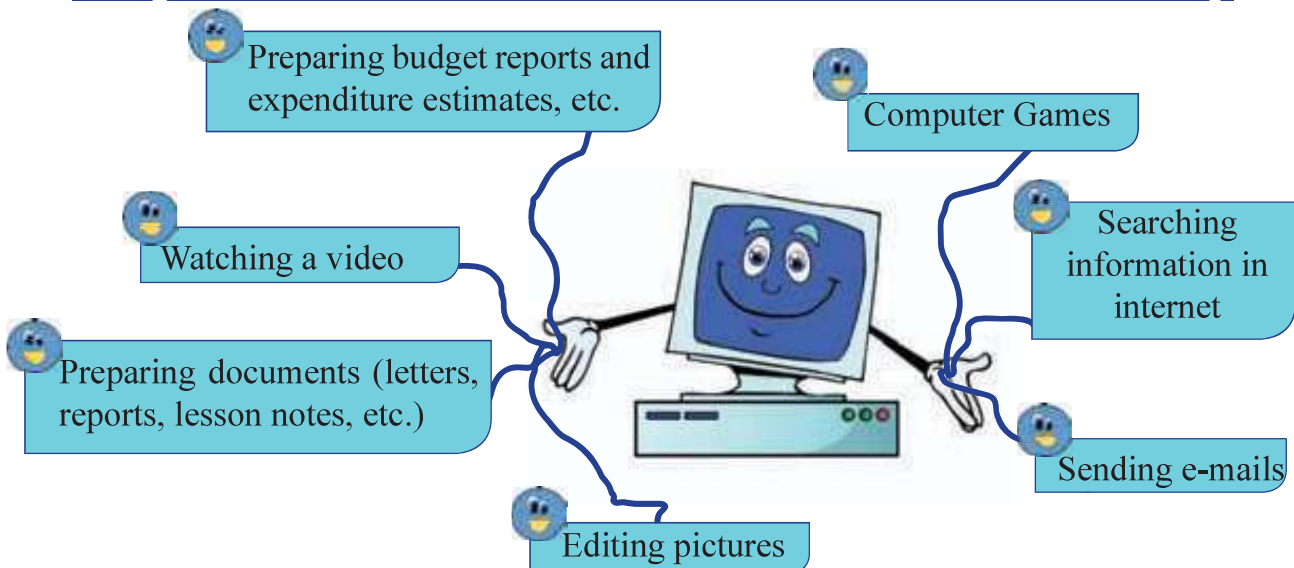 Preparing budget reports and
expenditure estimates, etc.
Computer Games
Watching a video
Searching
information in
internet
Preparing documents (letters,
reports, lesson notes, etc.)
Sending e-mails
Editing pictures